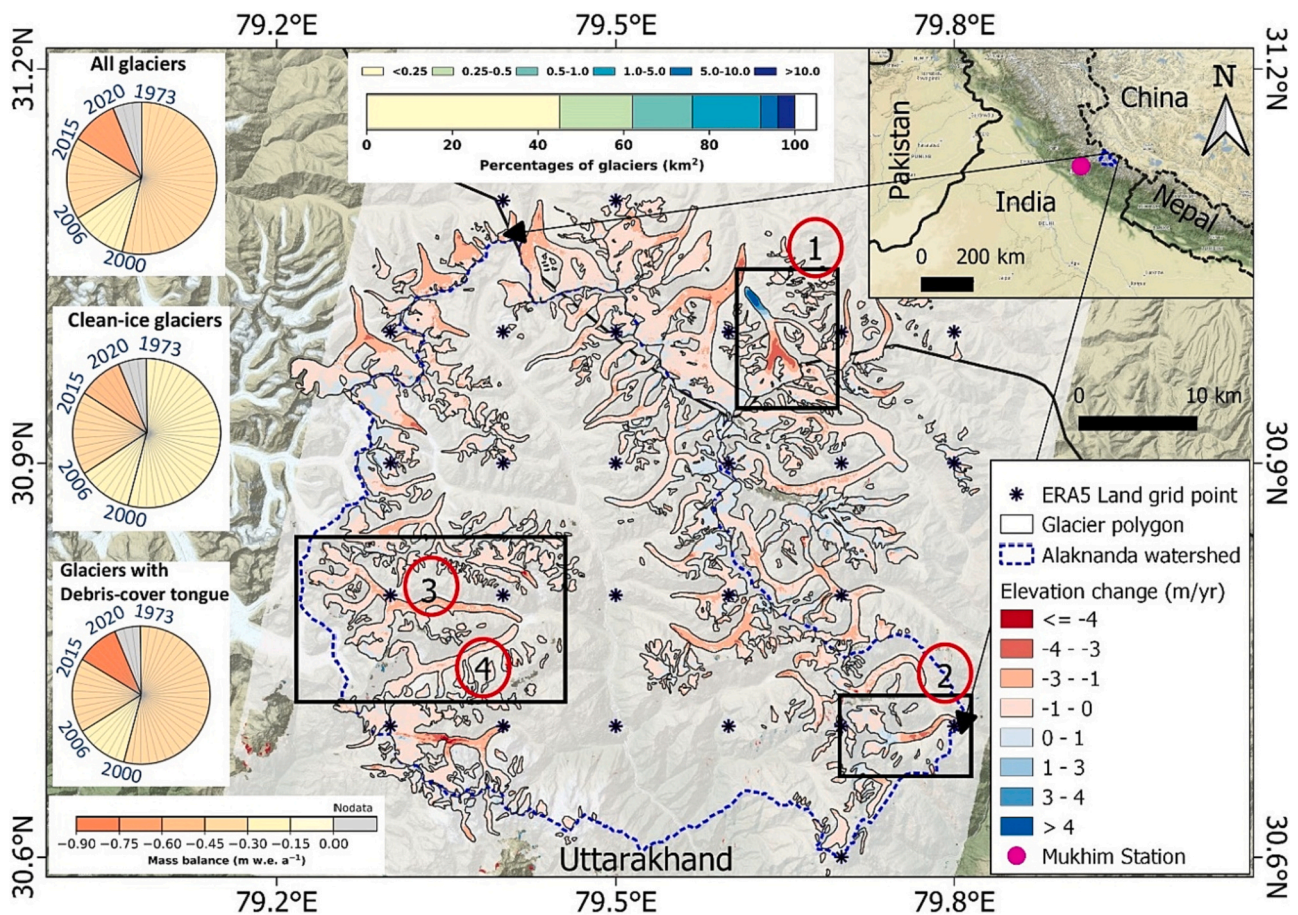 79.2°E 79.5°E 79.8°E
31.2°N
31.2°N
All glaciers
2020 1973
2015
2006
2000
<0.25 0.25-0.5 0.5-1.0 1.0-5.0 5.0-10.0 >10.0
0 20 40 60 80 100
Percentages of glaciers (km²)
China
N
Pakistan
India
Nepal
0 200 km
1
Clean-ice glaciers
2020 1973
2015
2006
2000
0 10 km
30.9°N
30.9°N
ERA5 Land grid point
Glacier polygon
Alaknanda watershed
Elevation change (m/yr)
<= -4
-4 - -3
-3 - -1
-1 - 0
0 - 1
1 - 3
3 - 4
> 4
Mukhim Station
3
4
2
Glaciers with
Debris-cover tongue
2020 1973
2015
2006
2000
Nodata
−0.90 −0.75 −0.60 −0.45 −0.30 −0.15 0.00
Mass balance (m w.e. a⁻¹)
Uttarakhand
30.6°N
30.6°N
79.2°E 79.5°E 79.8°E